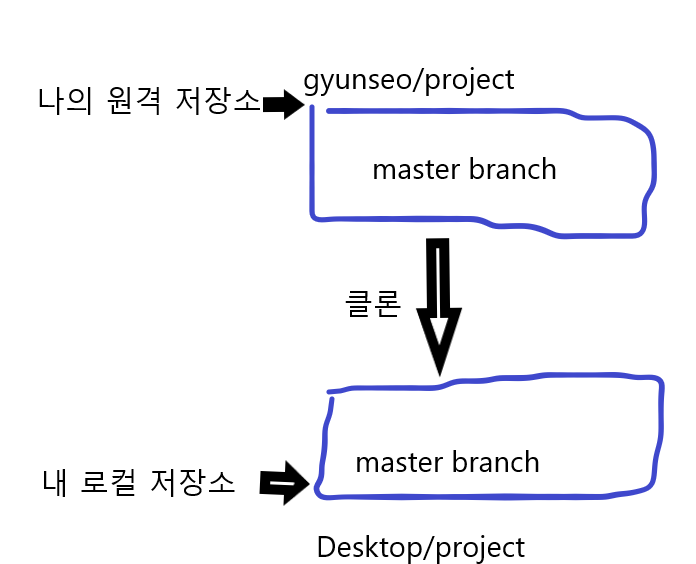 gyunseo/project
나의 원격 저장소
master branch
클론
master branch
내 로컬 저장소
Desktop/project